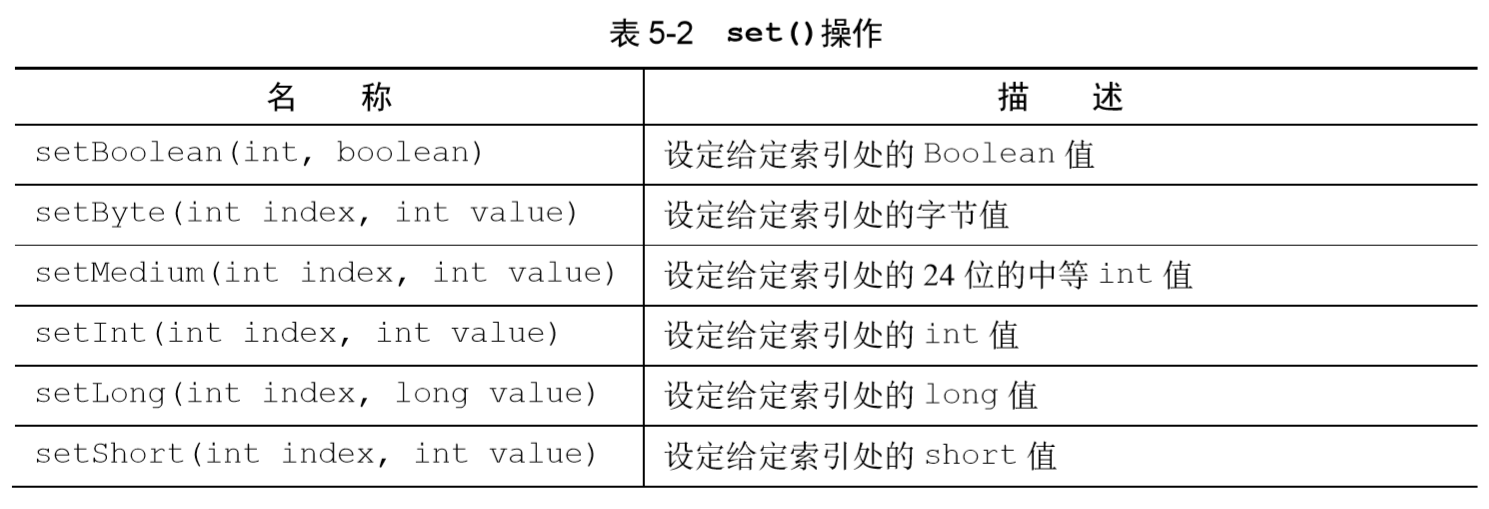 表 5-2 set()操作
名 称 描 述
setBoolean(int, boolean) 设定给定索引处的 Boolean 值
setByte(int index, int value) 设定给定索引处的字节值
setMedium(int index, int value) 设定给定索引处的 24 位的中等 int 值
setInt(int index, int value) 设定给定索引处的 int 值
setLong(int index, long value) 设定给定索引处的 long 值
setShort(int index, int value) 设定给定索引处的 short 值